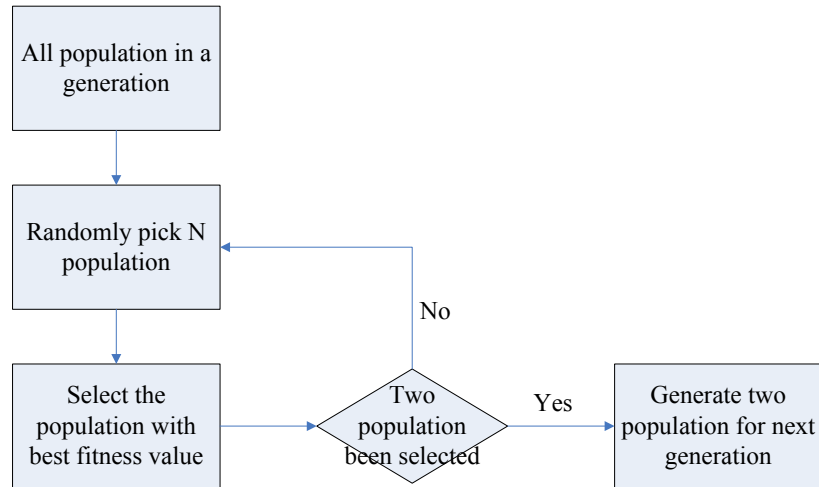 All population in a
generation
Randomly pick N
population
No
Select the
population with
best fitness value
Two
population
been selected
Yes
Generate two
population for next
generation